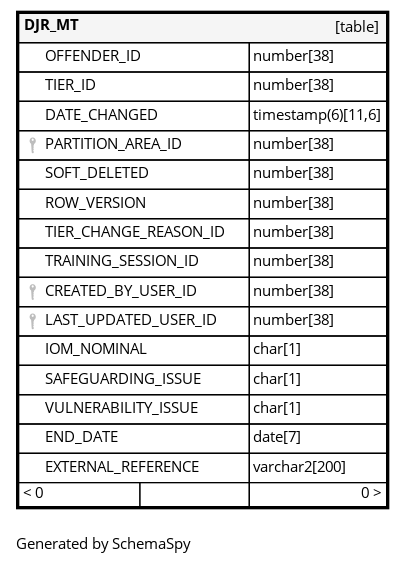 DJR_MT [table]
OFFENDER_ID number[38]
TIER_ID number[38]
DATE_CHANGED timestamp(6)[11,6]
PARTITION_AREA_ID number[38]
SOFT_DELETED number[38]
ROW_VERSION number[38]
TIER_CHANGE_REASON_ID number[38]
TRAINING_SESSION_ID number[38]
CREATED_BY_USER_ID number[38]
LAST_UPDATED_USER_ID number[38]
IOM_NOMINAL char[1]
SAFEGUARDING_ISSUE char[1]
VULNERABILITY_ISSUE char[1]
END_DATE date[7]
EXTERNAL_REFERENCE varchar2[200]
< 0 0 >
Generated by SchemaSpy